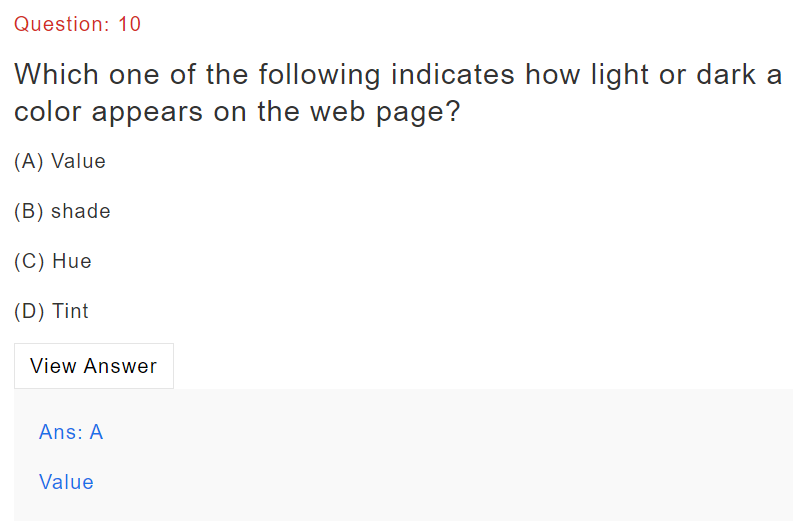 Question: 10
Which one of the following indicates how light or dark a
color appears on the web page?
(A) Value
(B) shade
(C) Hue
(D) Tint
View Answer
Ans: A
Value